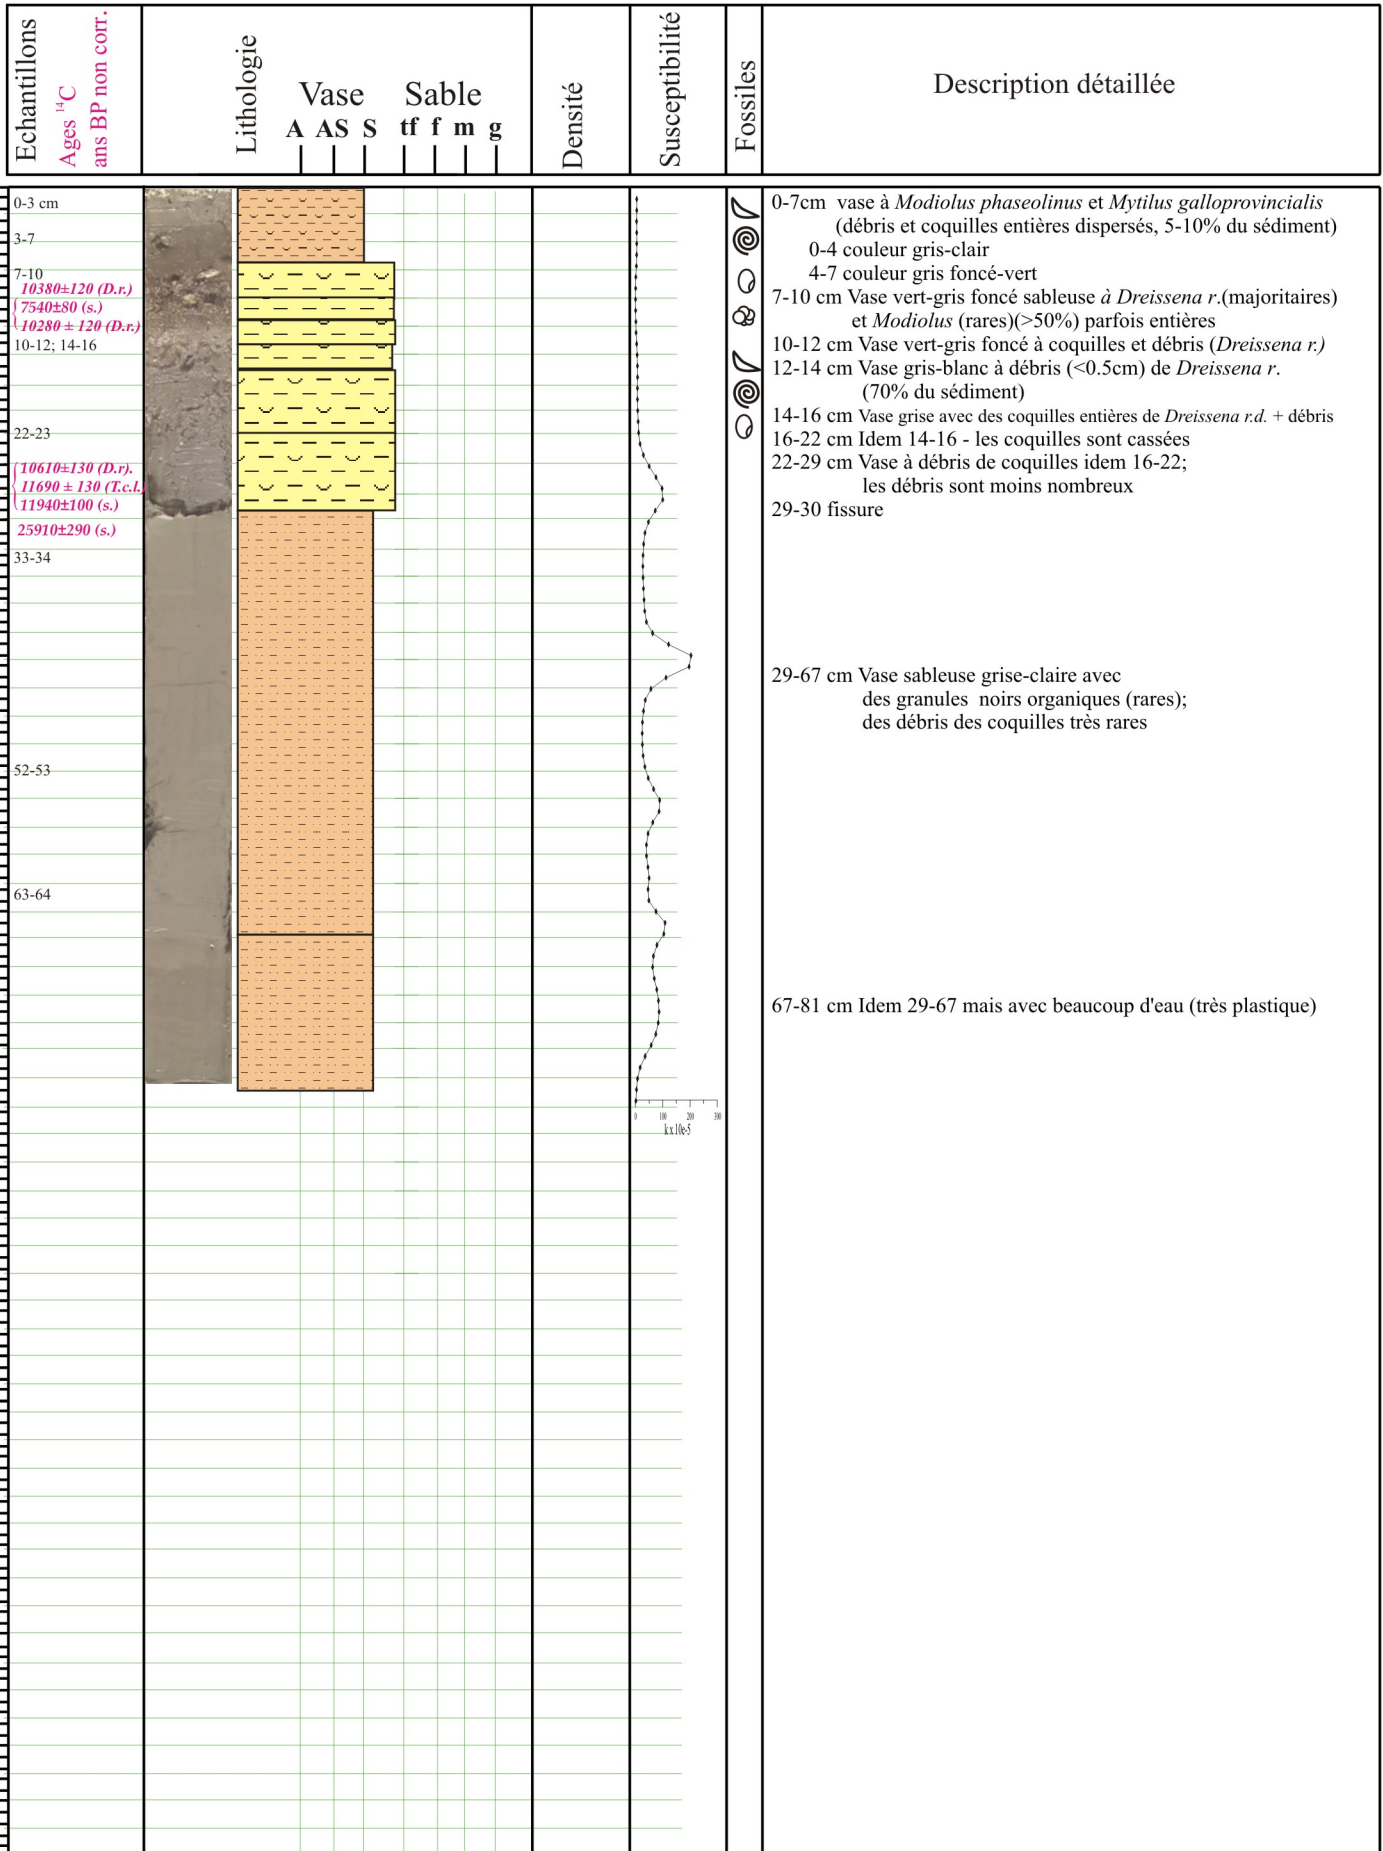 Echantillons
Ages ¹⁴C
ans BP non corr.
Lithologie
Vase
Sable
A AS S tf f m g
Densité
Susceptibilité
Fossiles
Description détaillée
0-3 cm
3-7
7-10
10380±120 (D.r.)
7540±80 (s.)
10280 ± 120 (D.r.)
10-12; 14-16
22-23
10610±130 (D.r).
11690 ± 130 (T.c.l.)
11940±100 (s.)
25910±290 (s.)
33-34
52-53
63-64
0 100 200 300
k x 10e-5
0-7cm vase à Modiolus phaseolinus et Mytilus galloprovincialis
(débris et coquilles entières dispersés, 5-10% du sédiment)
0-4 couleur gris-clair
4-7 couleur gris foncé-vert
7-10 cm Vase vert-gris foncé sableuse à Dreissena r.(majoritaires)
et Modiolus (rares)(>50%) parfois entières
10-12 cm Vase vert-gris foncé à coquilles et débris (Dreissena r.)
12-14 cm Vase gris-blanc à débris (<0.5cm) de Dreissena r.
(70% du sédiment)
14-16 cm Vase grise avec des coquilles entières de Dreissena r.d. + débris
16-22 cm Idem 14-16 - les coquilles sont cassées
22-29 cm Vase à débris de coquilles idem 16-22;
les débris sont moins nombreux
29-30 fissure
29-67 cm Vase sableuse grise-claire avec
des granules noirs organiques (rares);
des débris des coquilles très rares
67-81 cm Idem 29-67 mais avec beaucoup d'eau (très plastique)